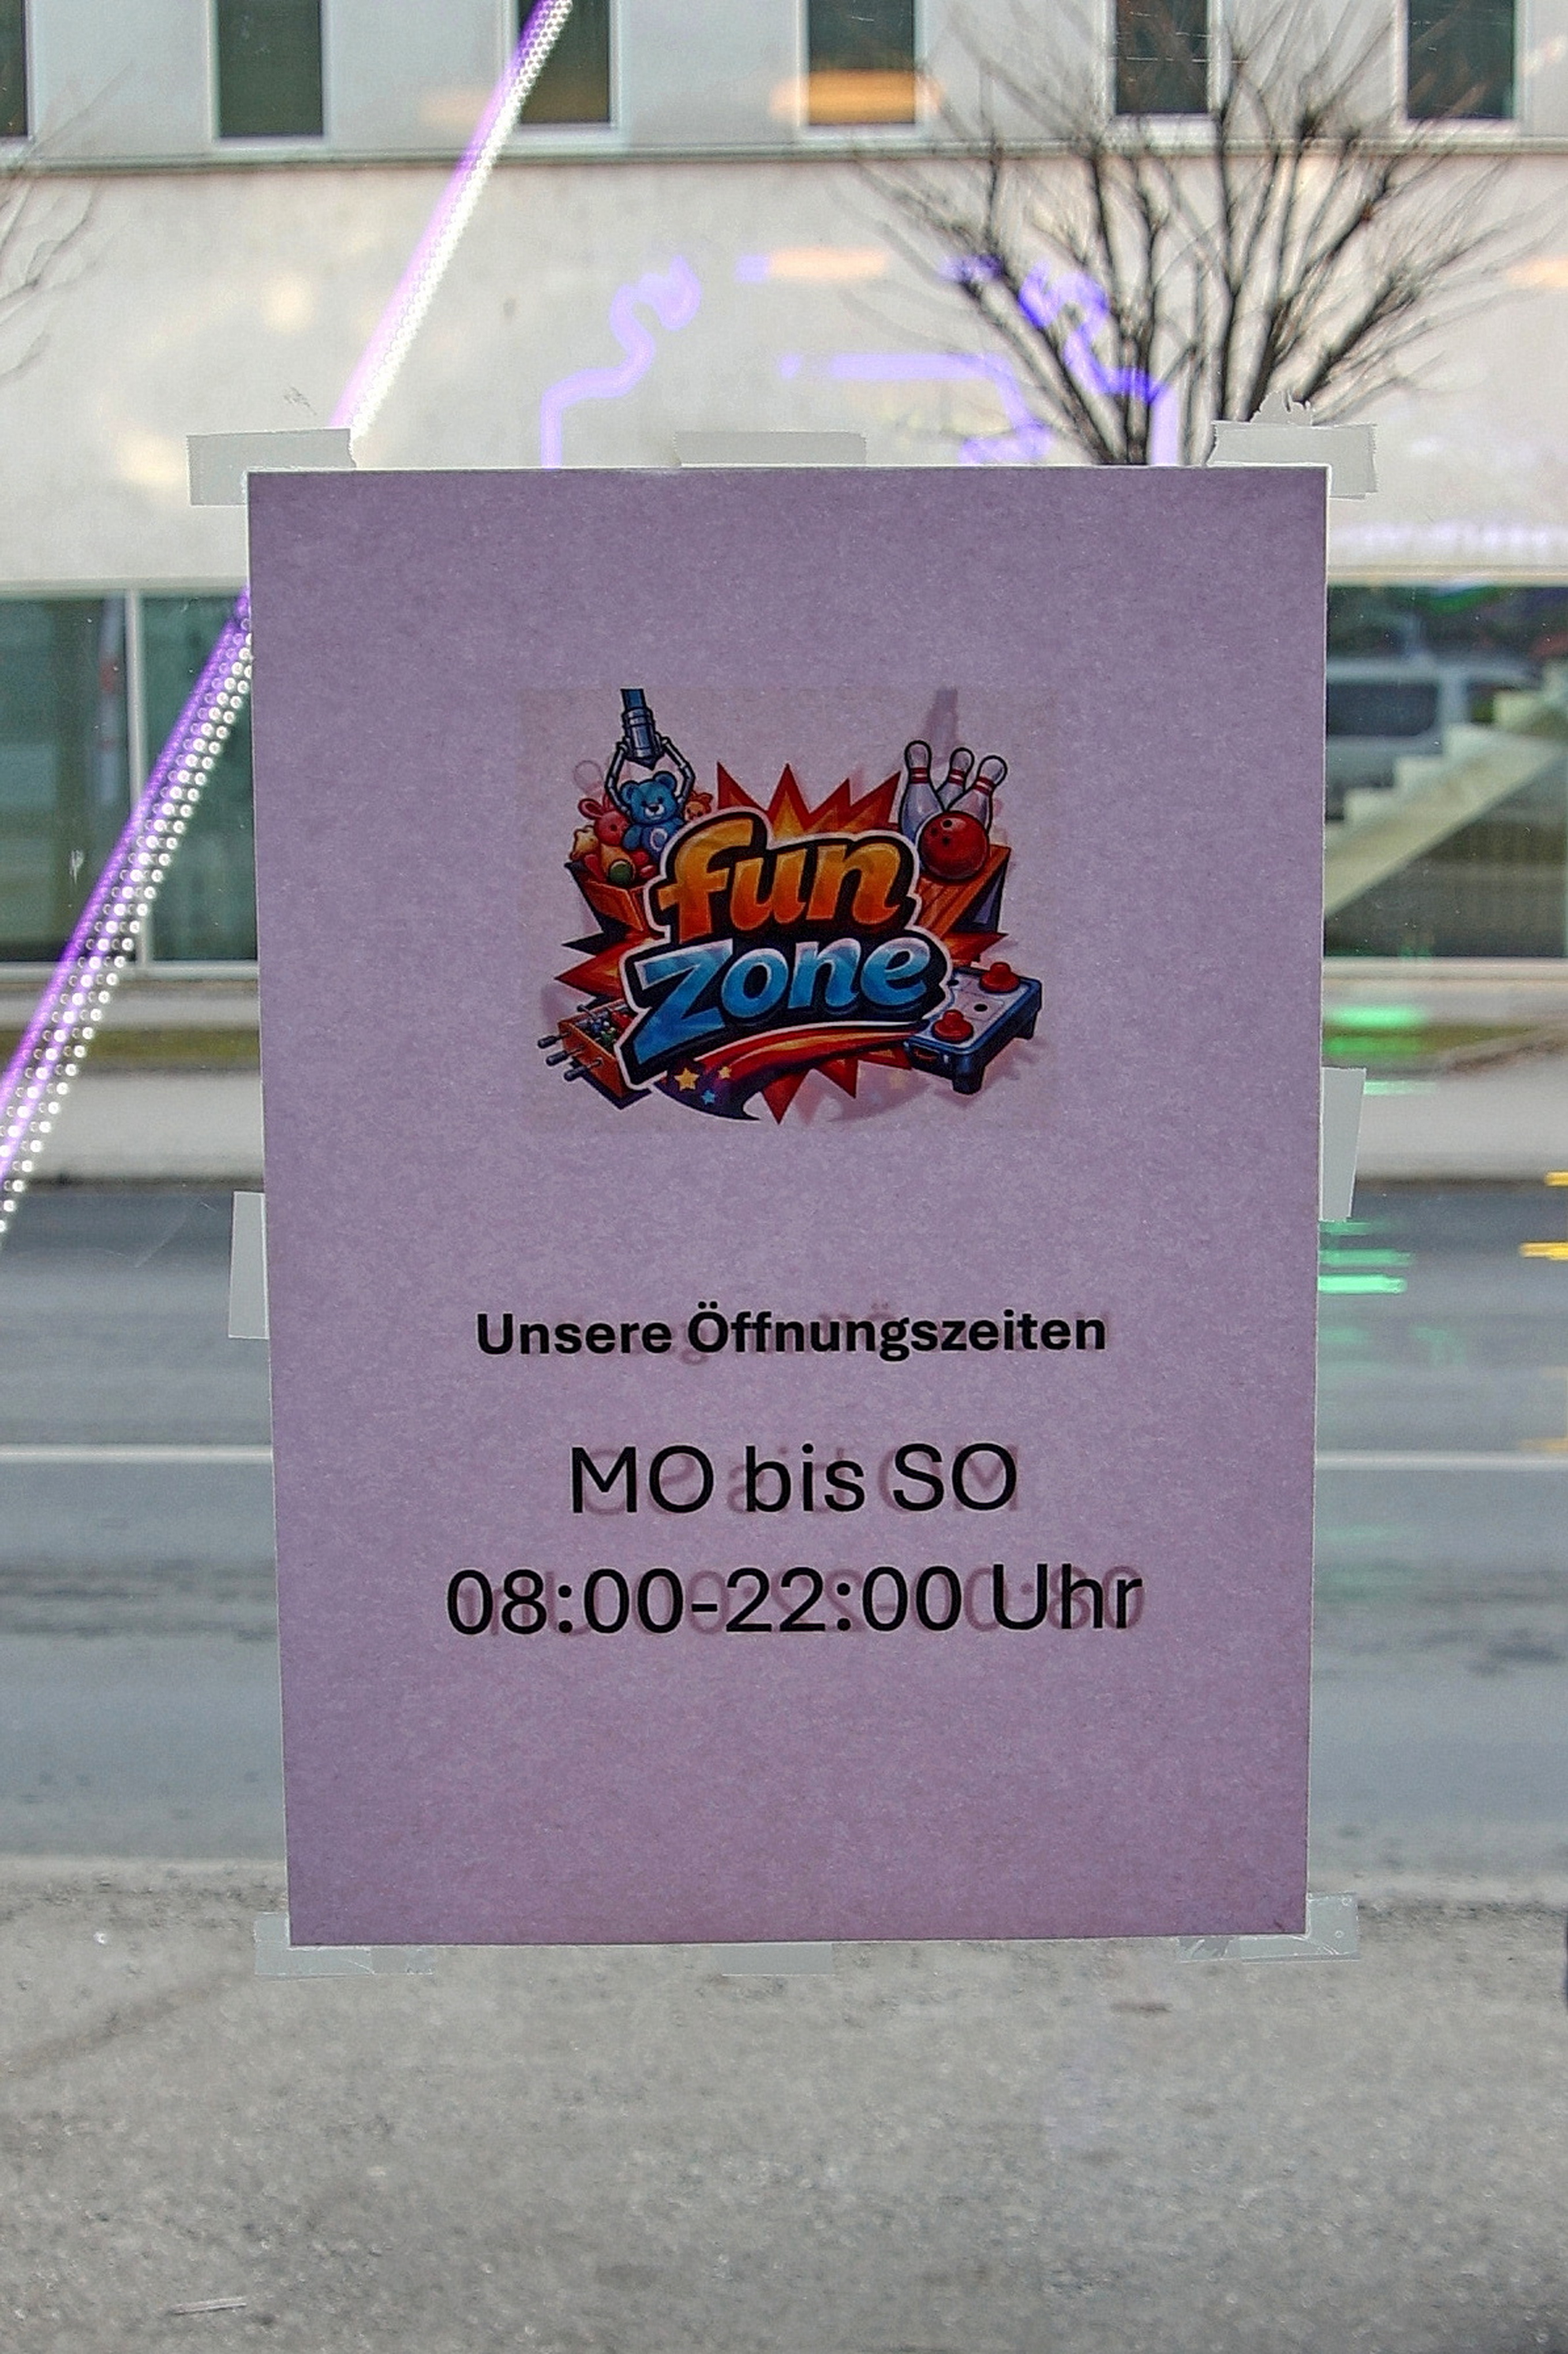 fun
zone
Unsere Öffnungszeiten
MO bis SO
08:00-22:00 Uhr